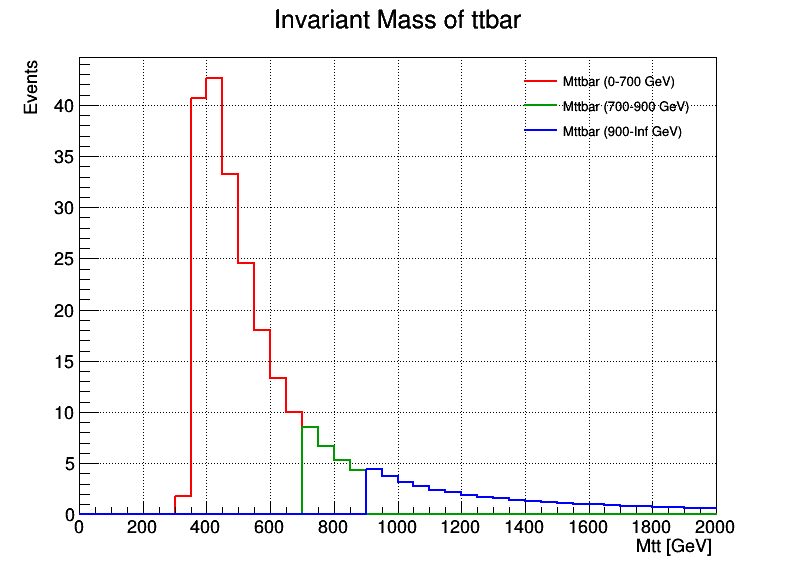 Invariant Mass of ttbar
Events
Mttbar (0-700 GeV)
Mttbar (700-900 GeV)
Mttbar (900-Inf GeV)
40
35
30
25
20
15
10
5
0
0 200 400 600 800 1000 1200 1400 1600 1800 2000
Mtt [GeV]